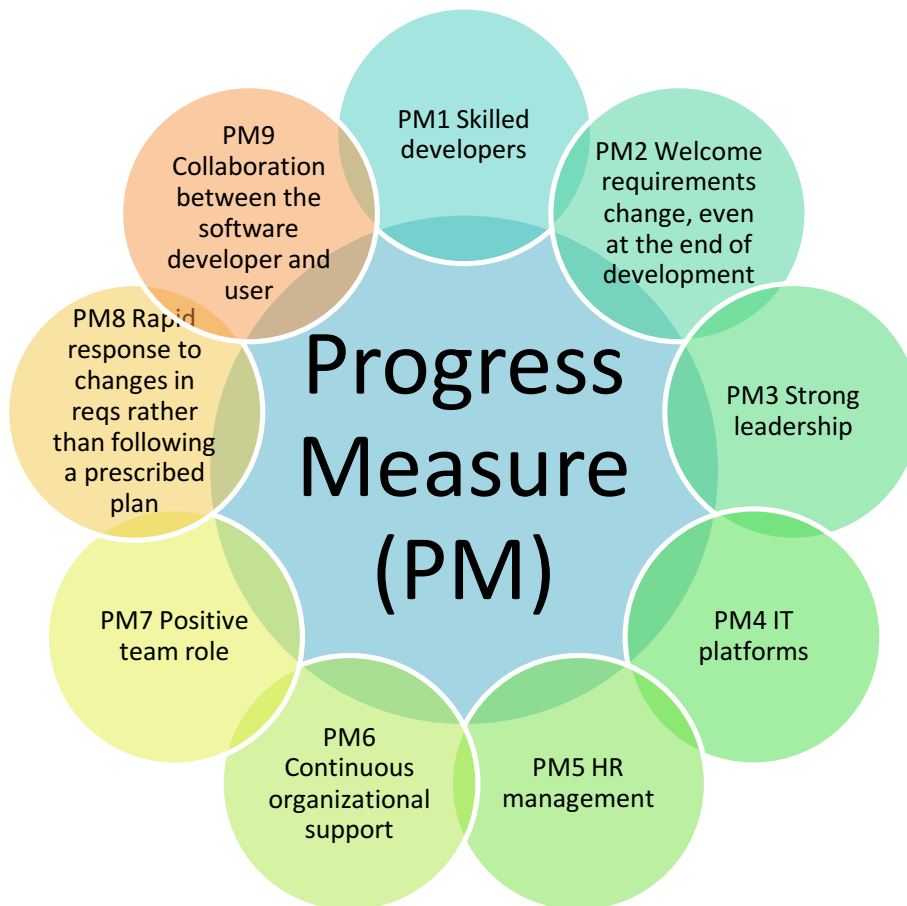 PM1 Skilled
developers
PM2 Welcome
requirements
change, even
at the end of
development
PM3 Strong
leadership
PM4 IT
platforms
PM5 HR
management
PM6
Continuous
organizational
support
PM7 Positive
team role
PM8 Rapid
response to
changes in
reqs rather
than following
a prescribed
plan
PM9
Collaboration
between the
software
developer and
user
Progress
Measure
(PM)